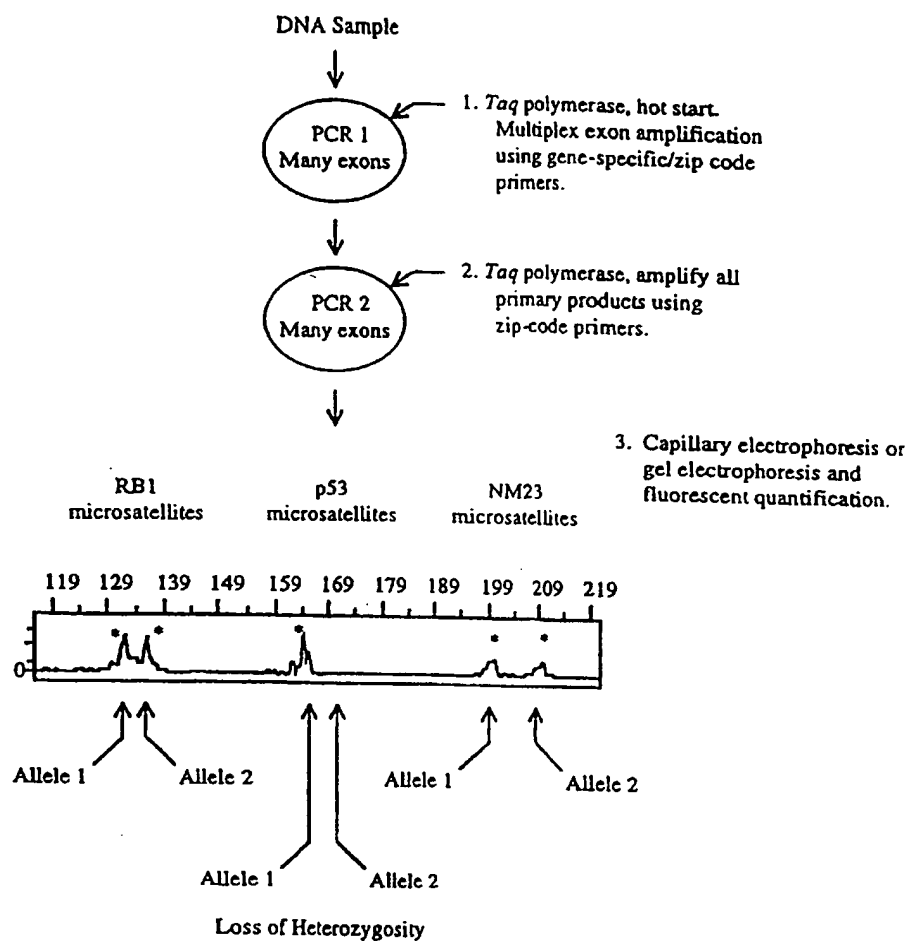 DNA Sample
PCR 1
Many exons
1. Taq polymerase, hot start.
Multiplex exon amplification
using gene-specific/zip code
primers.
PCR 2
Many exons
2. Taq polymerase, amplify all
primary products using
zip-code primers.
3. Capillary electrophoresis or
gel electrophoresis and
fluorescent quantification.
RB1
microsatellites
p53
microsatellites
NM23
microsatellites
119 129 139 149 159 169 179 189 199 209 219
* * * * *
0
Allele 1 Allele 2 Allele 1 Allele 2
Allele 1 Allele 2
Loss of Heterozygosity